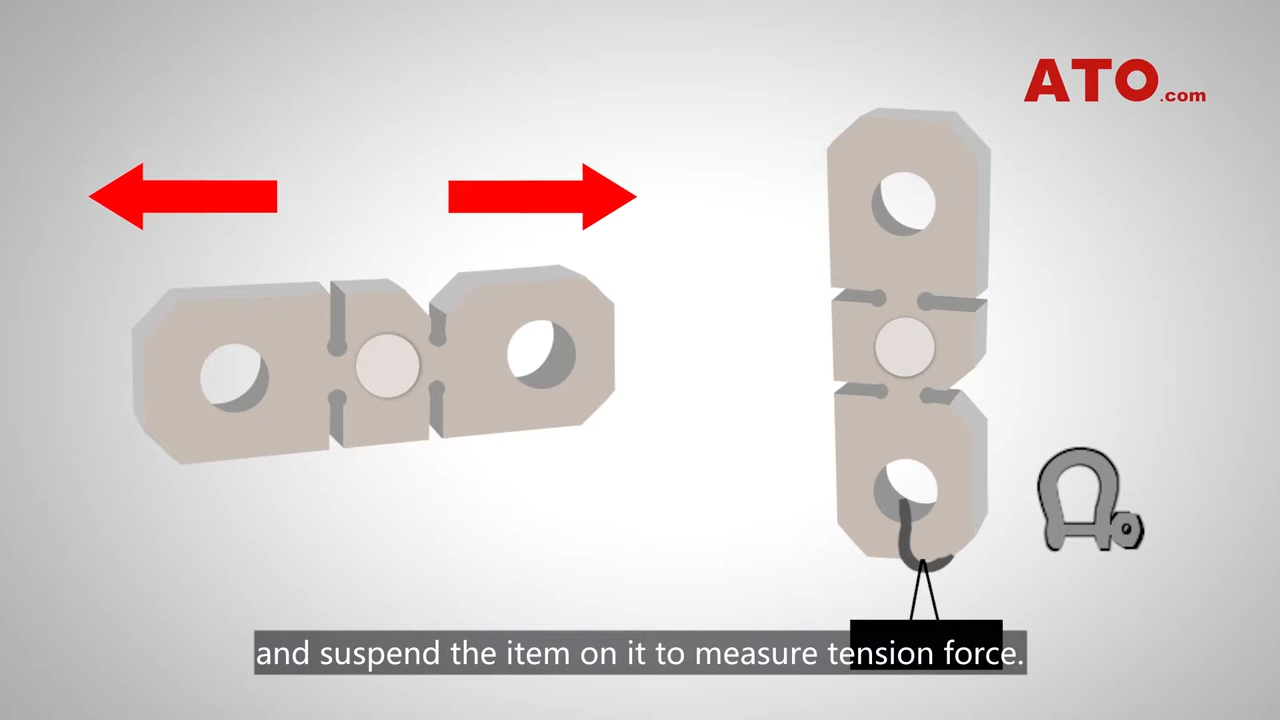 ATO.com
and suspend the item on it to measure tension force.